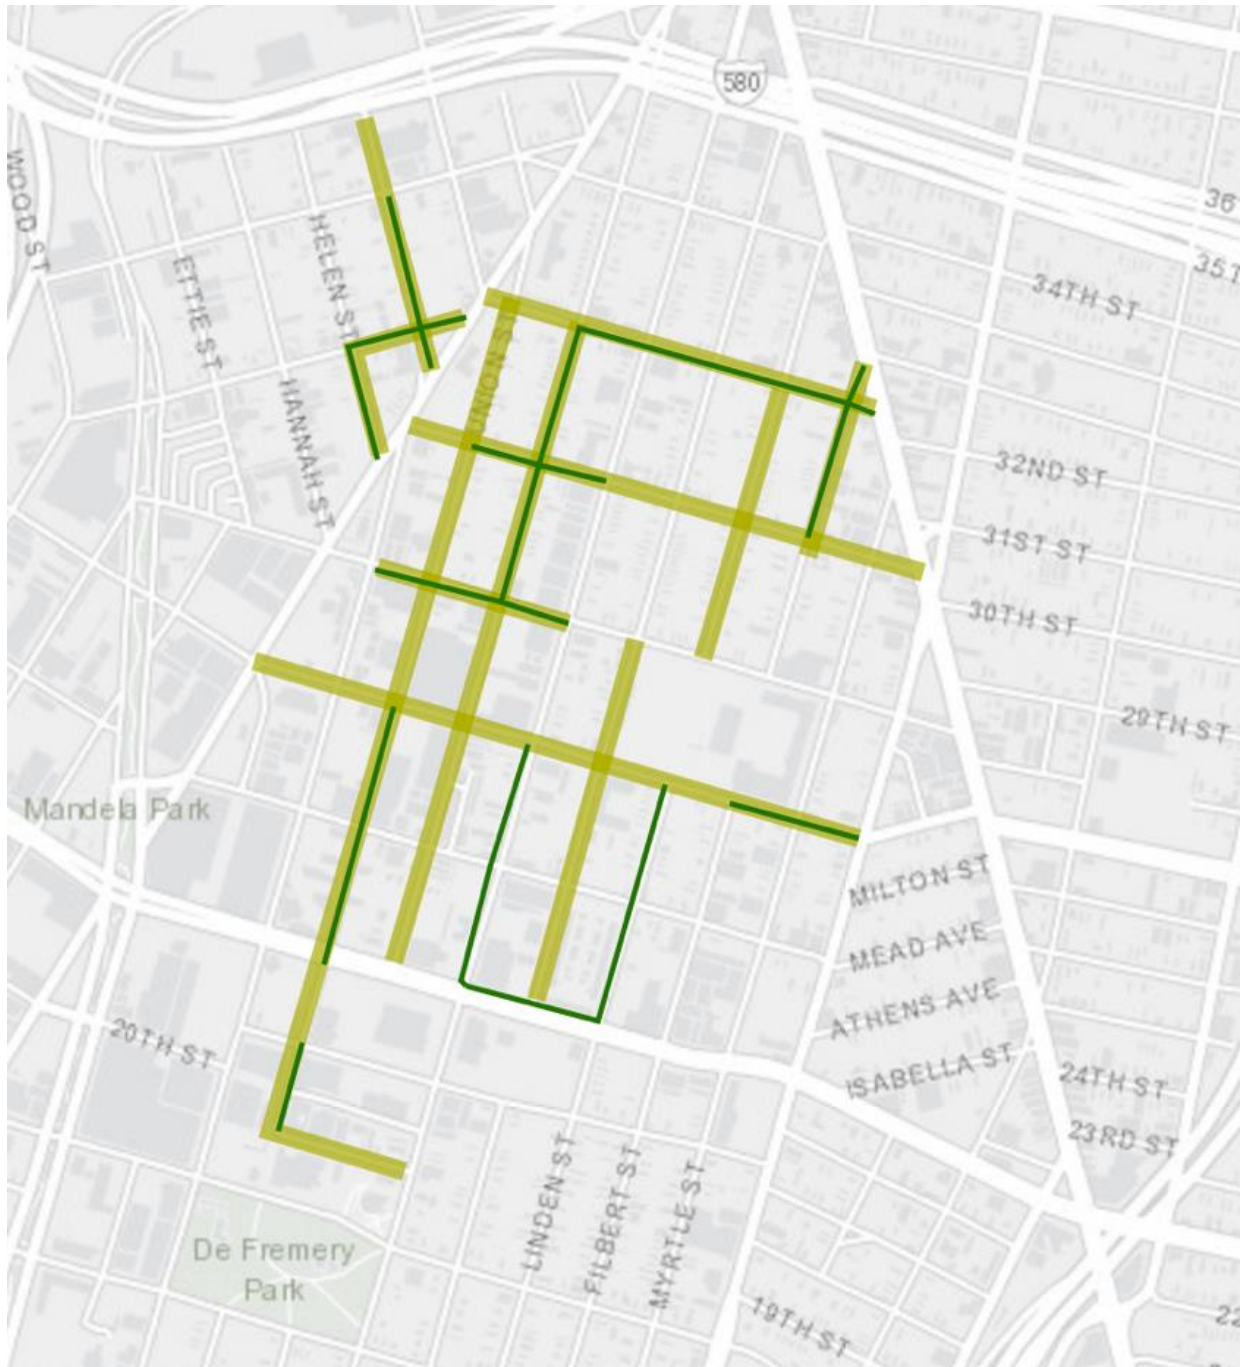 580
WOOD ST
36
35T
HELEN ST
ETTIE ST
34TH ST
UNION ST
HANNAH ST
32ND ST
31ST ST
30TH ST
29TH ST
Mandela Park
MILTON ST
MEAD AVE
ATHENS AVE
20TH ST
ISABELLA ST
24TH ST
23RD ST
LINDEN ST
FILBERT ST
MYRTLE ST
De Fremery
Park
19TH ST
22